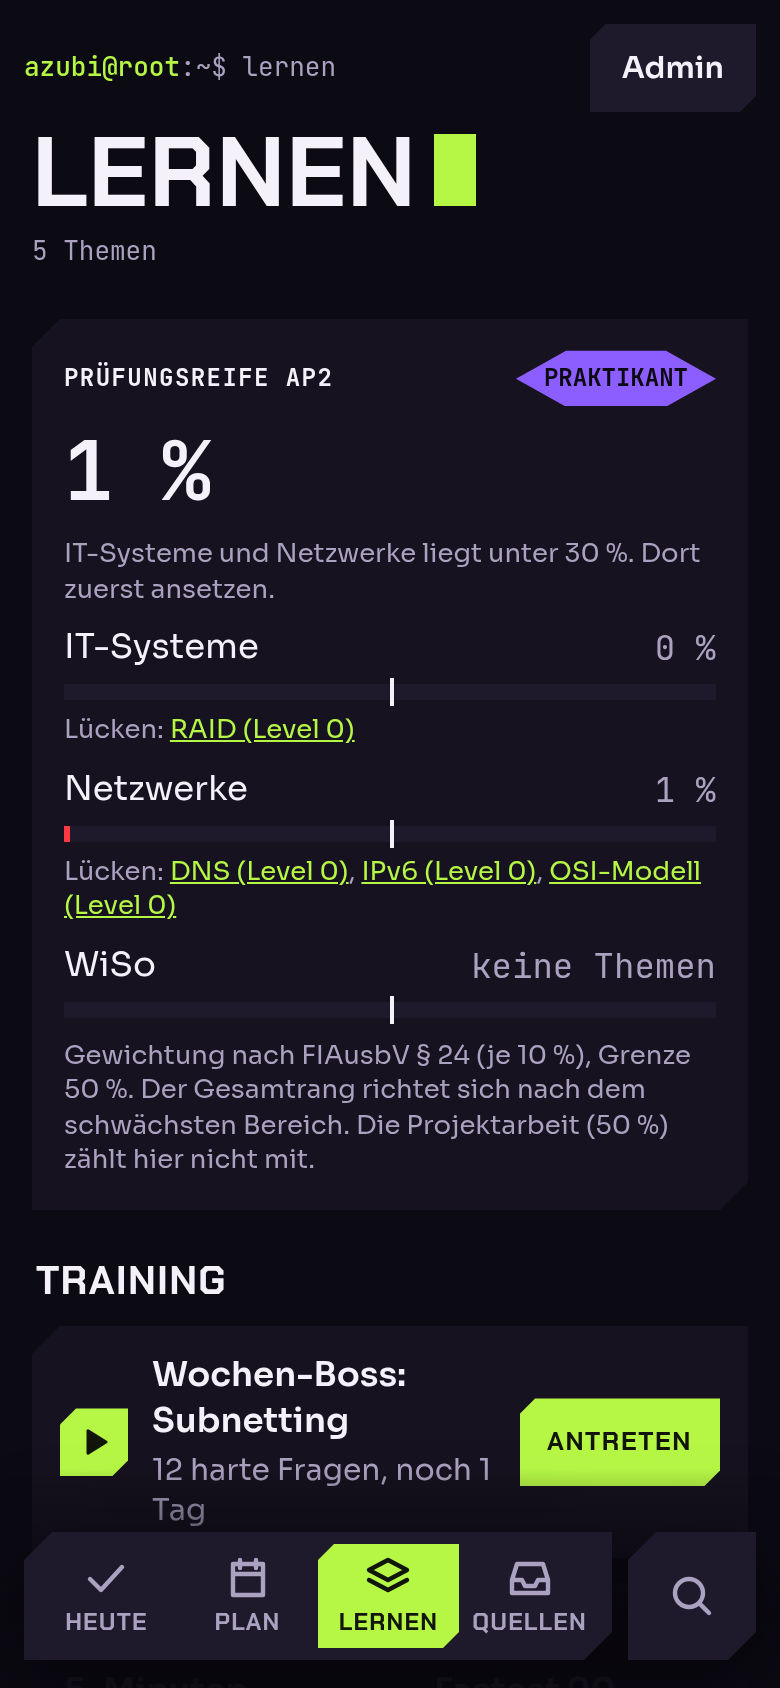 azubi@root:~$ lernen
Admin
LERNEN
5 Themen
PRÜFUNGSREIFE AP2
PRAKTIKANT
1 %
IT-Systeme und Netzwerke liegt unter 30 %. Dort
zuerst ansetzen.
IT-Systeme
0 %
Lücken: RAID (Level 0)
Netzwerke
1 %
Lücken: DNS (Level 0), IPv6 (Level 0), OSI-Modell
(Level 0)
WiSo
keine Themen
Gewichtung nach FIAusbV § 24 (je 10 %), Grenze
50 %. Der Gesamtrang richtet sich nach dem
schwächsten Bereich. Die Projektarbeit (50 %)
zählt hier nicht mit.
TRAINING
Wochen-Boss:
Subnetting
12 harte Fragen, noch 1
Tag
ANTRETEN
HEUTE
PLAN
LERNEN
QUELLEN
5 Minuten